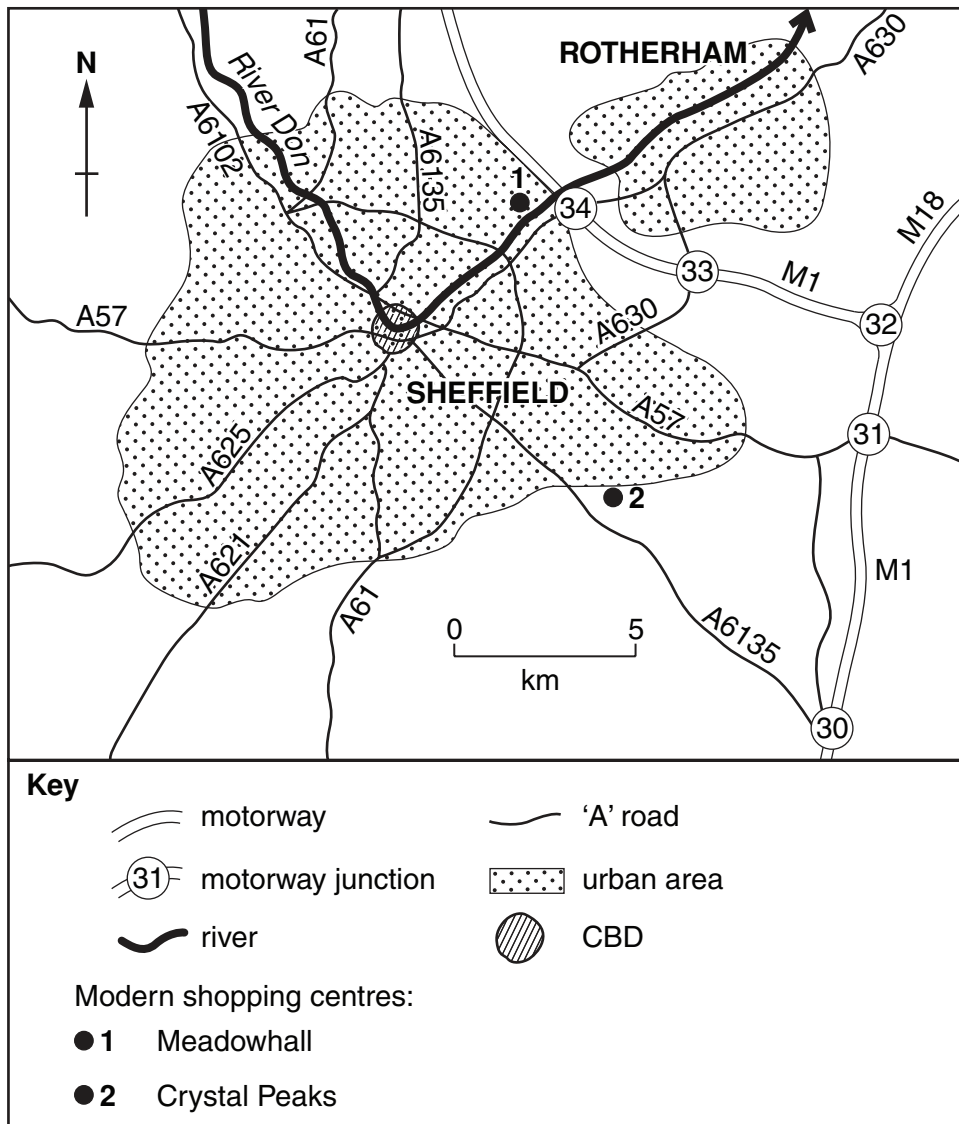 N
A61
River Don
A6102
A6135
ROTHERHAM
A630
1
34
33
M1
M18
32
A57
A630
SHEFFIELD
A57
31
A625
2
A621
A61
M1
0 5
km
A6135
30
Key
motorway
'A' road
31
motorway junction
urban area
river
CBD
Modern shopping centres:
1 Meadowhall
2 Crystal Peaks